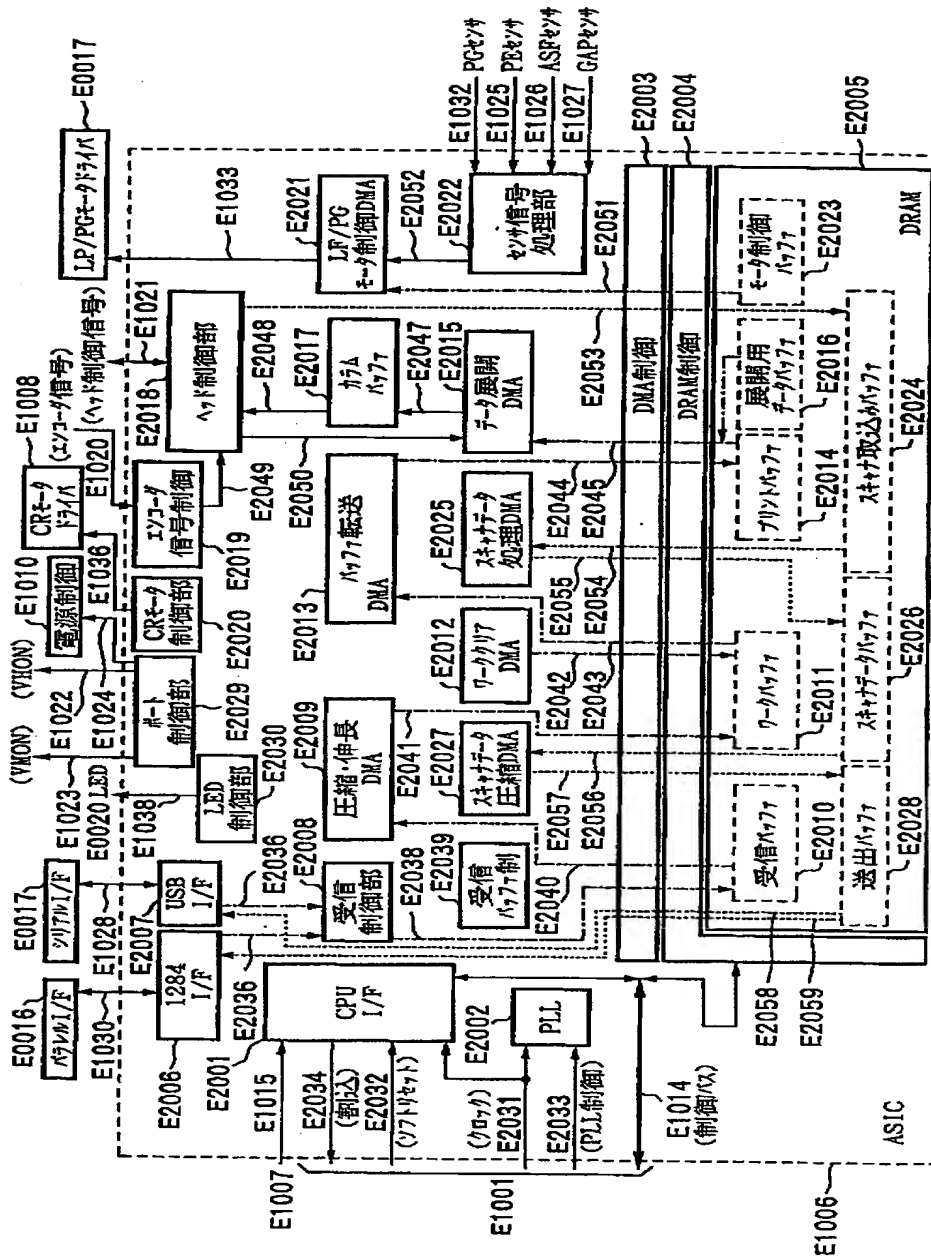 E0016
パラレルI/F
E1030
E0017
シリアルI/F
E1028
E1023
(VMON)
E0020 LED
E1038
E1022
(VHON)
E1024
E1010
電源制御
E1036
E1008
CRモータ
ドライバ
E1020
(エンコーダ信号)
(ヘッド制御信号)
E1021
E0017
LF/PGモータドライバ
E1033
E2006
1284
I/F
E2007
USB
I/F
E2036
E2036
E2030
LED
制御部
E2029
ポート
制御部
E2020
CRモータ
制御部
E2019
エンコーダ
信号制御
E2018
ヘッド制御部
E2049
E2050
E2048
E2017
カラム
バッファ
E2047
E2015
データ展開
DMA
E2021
LF/PG
モータ制御DMA
E2052
E2022
センサ信号
処理部
E1032
PGセンサ
E1025
PEセンサ
E1026
ASFセンサ
E1027
GAPセンサ
E2001
CPU
I/F
E2008
受信
制御部
E2038
E2039
受信
バッファ制
E2009
圧縮・伸長
DMA
E2041
E2027
スキャナデータ
圧縮DMA
E2012
ワーククリア
DMA
E2013
バッファ転送
DMA
E2025
スキャナデータ
処理DMA
E2002
PLL
E1007
E1015
E2034
(割込)
E2032
(ソフトリセット)
E1001
(クロック)
E2031
E2033
(PLL制御)
E1014
(制御バス)
E2040
E2057
E2056
E2042
E2043
E2055
E2054
E2044
E2045
E2053
E2051
E2003
DMA制御
E2004
DRAM制御
E2005
E2058
E2059
受信バッファ
E2010
ワークバッファ
E2011
プリントバッファ
E2014
展開用
データバッファ
E2016
モータ制御
バッファ
E2023
送出バッファ
E2028
スキャナデータバッファ
E2026
スキャナ取込みバッファ
E2024
DRAM
E1006
ASIC